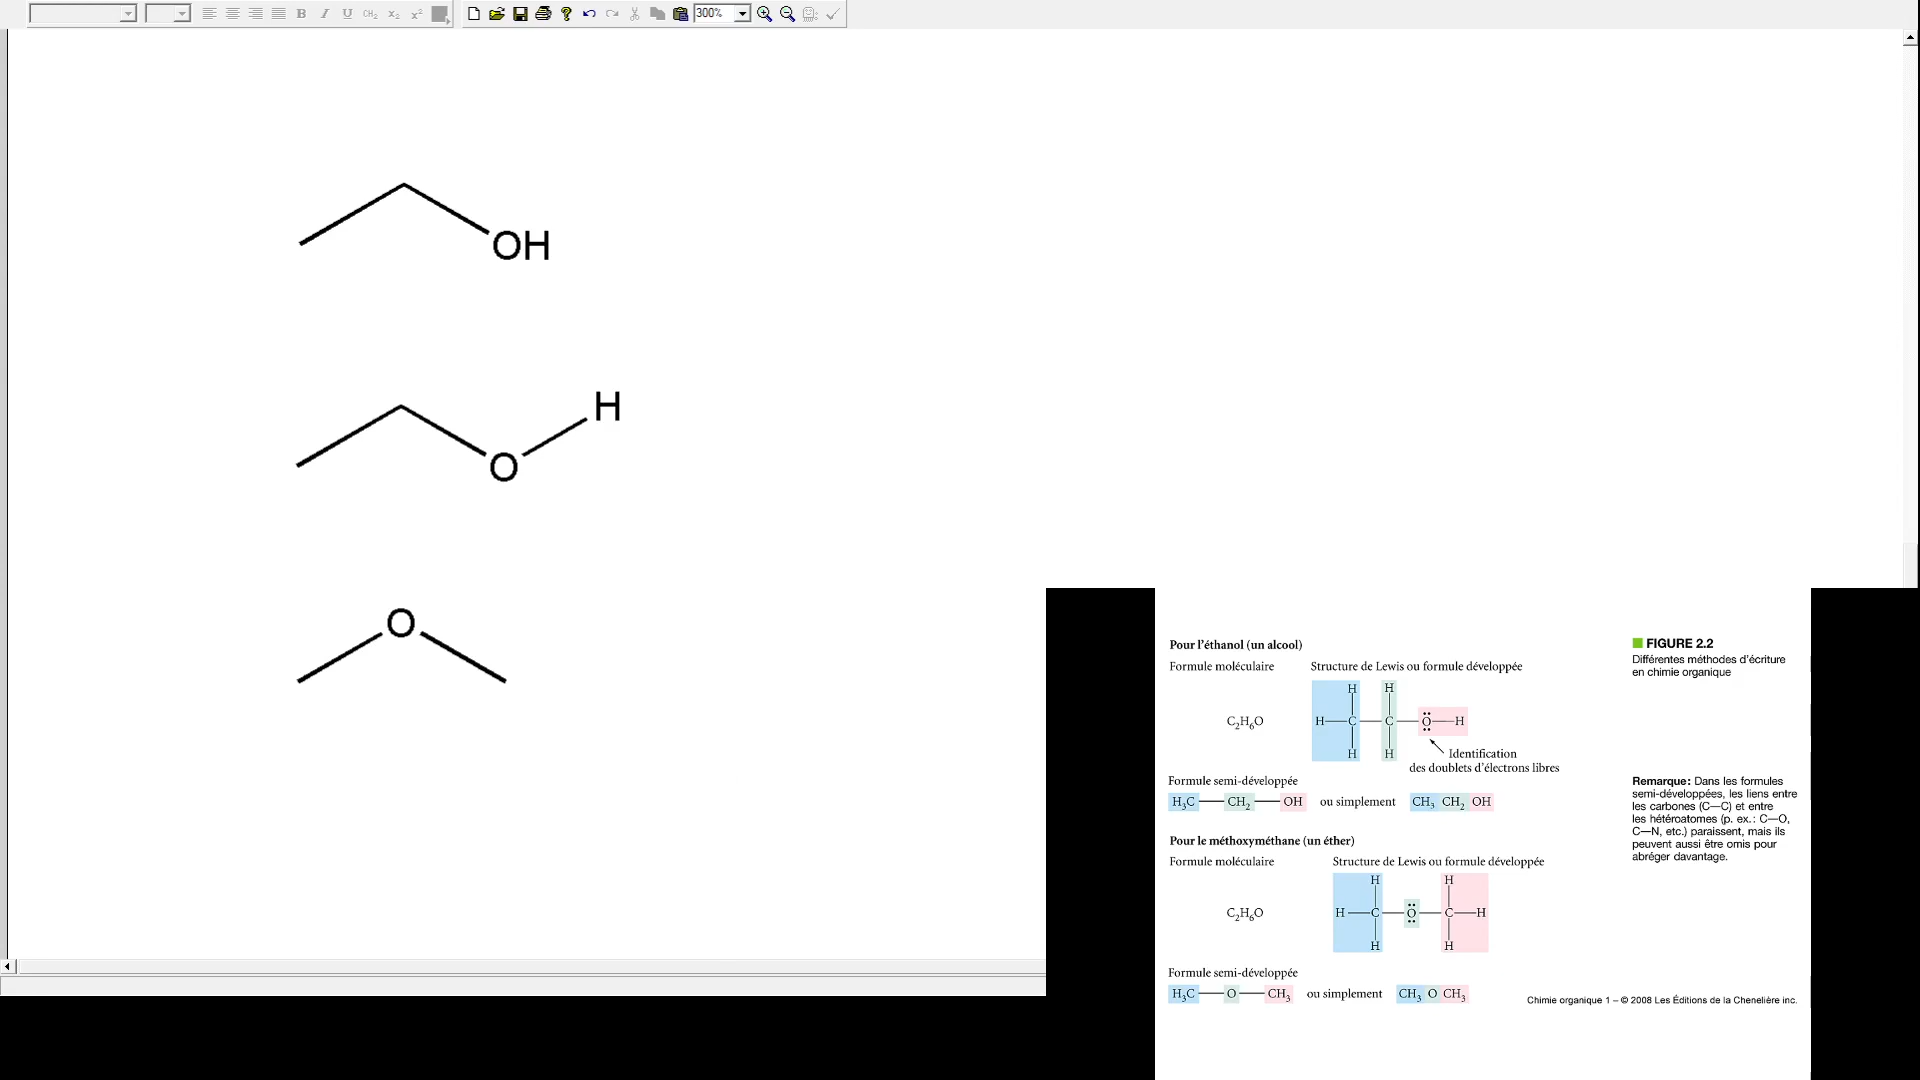 B I U CH₂ X₂ X² 300%
OH
H
O
O
Pour l'éthanol (un alcool)
Formule moléculaire Structure de Lewis ou formule développée
H H
C₂H₆O H—C—C—O—H
H H
Identification
des doublets d'électrons libres
Formule semi-développée
H₃C—CH₂—OH ou simplement CH₃ CH₂ OH
Pour le méthoxyméthane (un éther)
Formule moléculaire Structure de Lewis ou formule développée
H H
C₂H₆O H—C—O—C—H
H H
Formule semi-développée
H₃C—O—CH₃ ou simplement CH₃ O CH₃
FIGURE 2.2
Différentes méthodes d'écriture
en chimie organique
Remarque: Dans les formules
semi-développées, les liens entre
les carbones (C—C) et entre
les hétéroatomes (p. ex.: C—O,
C—N, etc.) paraissent, mais ils
peuvent aussi être omis pour
abréger davantage.
Chimie organique 1 – © 2008 Les Éditions de la Chenelière inc.